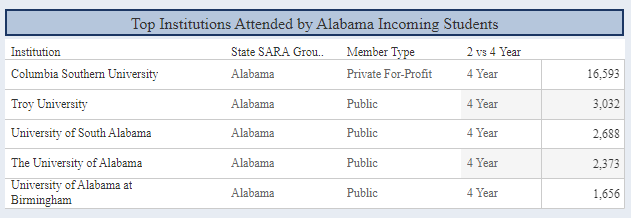 Top Institutions Attended by Alabama Incoming Students
Institution State SARA Grou.. Member Type 2 vs 4 Year
Columbia Southern University Alabama Private For-Profit 4 Year 16,593
Troy University Alabama Public 4 Year 3,032
University of South Alabama Alabama Public 4 Year 2,688
The University of Alabama Alabama Public 4 Year 2,373
University of Alabama at
Birmingham Alabama Public 4 Year 1,656